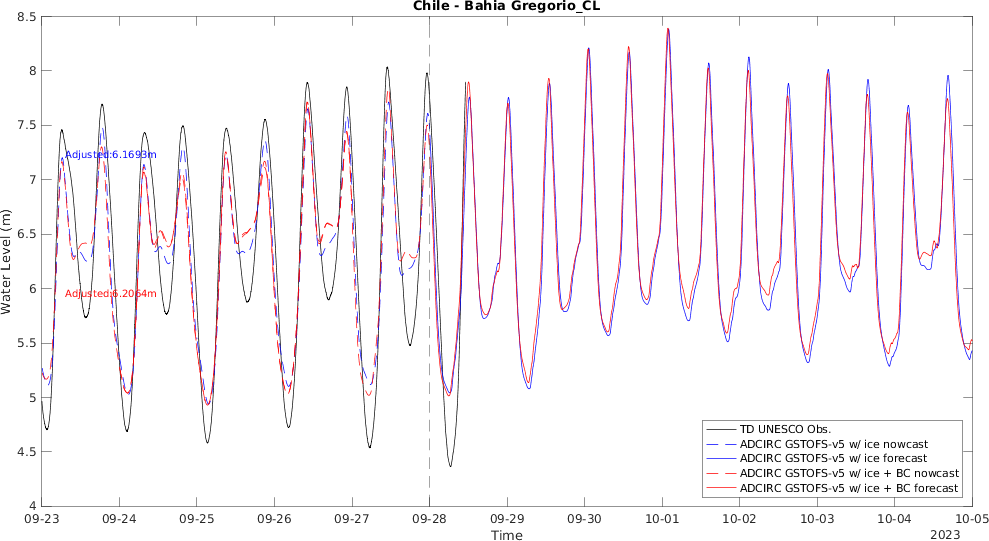 Chile - Bahia Gregorio_CL
8.5
8
7.5
7
6.5
6
5.5
5
4.5
4
Water Level (m)
Adjusted:6.1693m
Adjusted:6.2064m
TD UNESCO Obs.
ADCIRC GSTOFS-v5 w/ ice nowcast
ADCIRC GSTOFS-v5 w/ ice forecast
ADCIRC GSTOFS-v5 w/ ice + BC nowcast
ADCIRC GSTOFS-v5 w/ ice + BC forecast
09-23 09-24 09-25 09-26 09-27 09-28 09-29 09-30 10-01 10-02 10-03 10-04 10-05
Time
2023